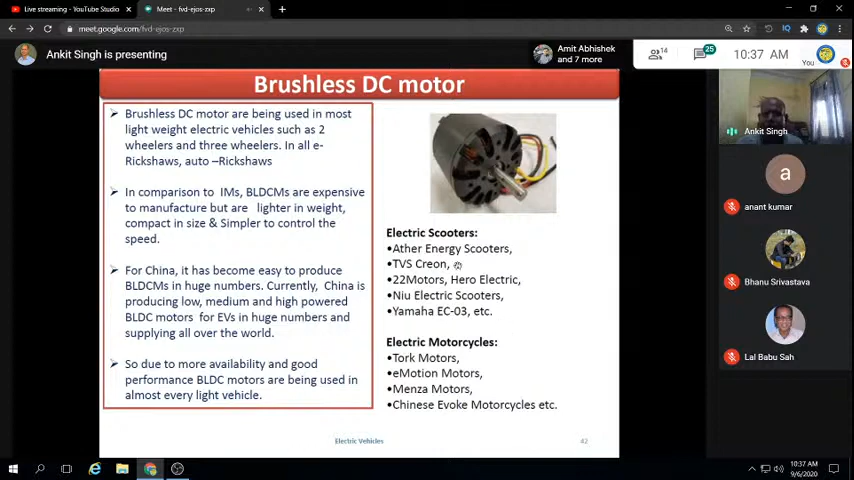 Live streaming - YouTube Studio
Meet - fvd-ejos-zxp
meet.google.com/fvd-ejos-zxp
Ankit Singh is presenting
Amit Abhishek
and 7 more
14
25
10:37 AM
You
Brushless DC motor
Brushless DC motor are being used in most
light weight electric vehicles such as 2
wheelers and three wheelers. In all e-
Rickshaws, auto –Rickshaws
In comparison to IMs, BLDCMs are expensive
to manufacture but are lighter in weight,
compact in size & Simpler to control the
speed.
For China, it has become easy to produce
BLDCMs in huge numbers. Currently, China is
producing low, medium and high powered
BLDC motors for EVs in huge numbers and
supplying all over the world.
So due to more availability and good
performance BLDC motors are being used in
almost every light vehicle.
Electric Scooters:
•Ather Energy Scooters,
•TVS Creon,
•22Motors, Hero Electric,
•Niu Electric Scooters,
•Yamaha EC-03, etc.
Electric Motorcycles:
•Tork Motors,
•eMotion Motors,
•Menza Motors,
•Chinese Evoke Motorcycles etc.
Electric Vehicles
42
Ankit Singh
a
anant kumar
Bhanu Srivastava
Lal Babu Sah
10:37 AM
9/6/2020